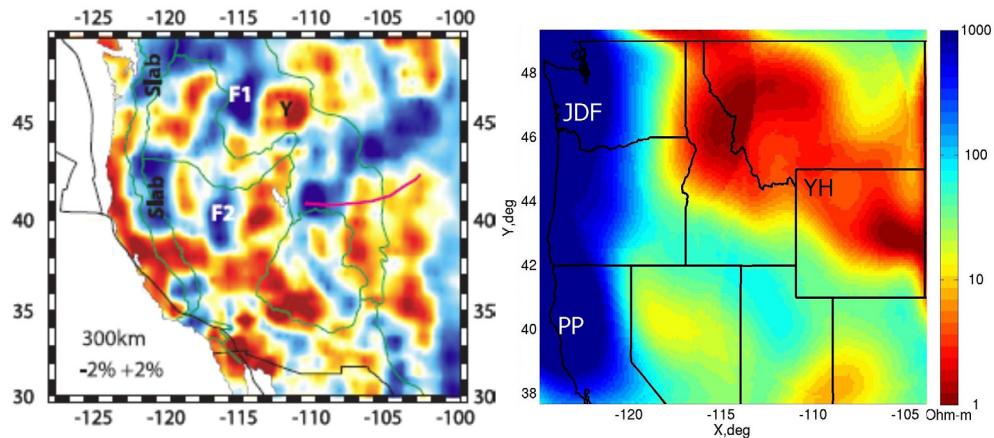 -125 -120 -115 -110 -105 -100
45
40
35
30
Slab
F1
Y
Slab
F2
300km
-2% +2%
45
40
35
30
-125 -120 -115 -110 -105 -100
48
46
44
42
40
38
Y,deg
JDF
YH
PP
-120 -115 -110 -105
X,deg
1000
100
10
1
Ohm-m